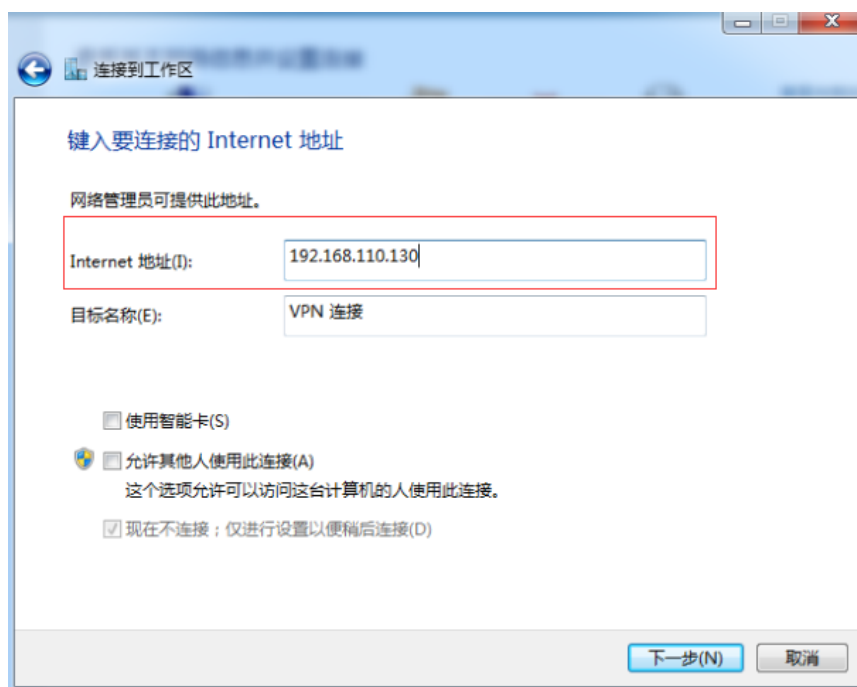 连接到工作区
键入要连接的 Internet 地址
网络管理员可提供此地址。
Internet 地址(I):
192.168.110.130
目标名称(E):
VPN 连接
使用智能卡(S)
允许其他人使用此连接(A)
这个选项允许可以访问这台计算机的人使用此连接。
现在不连接；仅进行设置以便稍后连接(D)
下一步(N)
取消